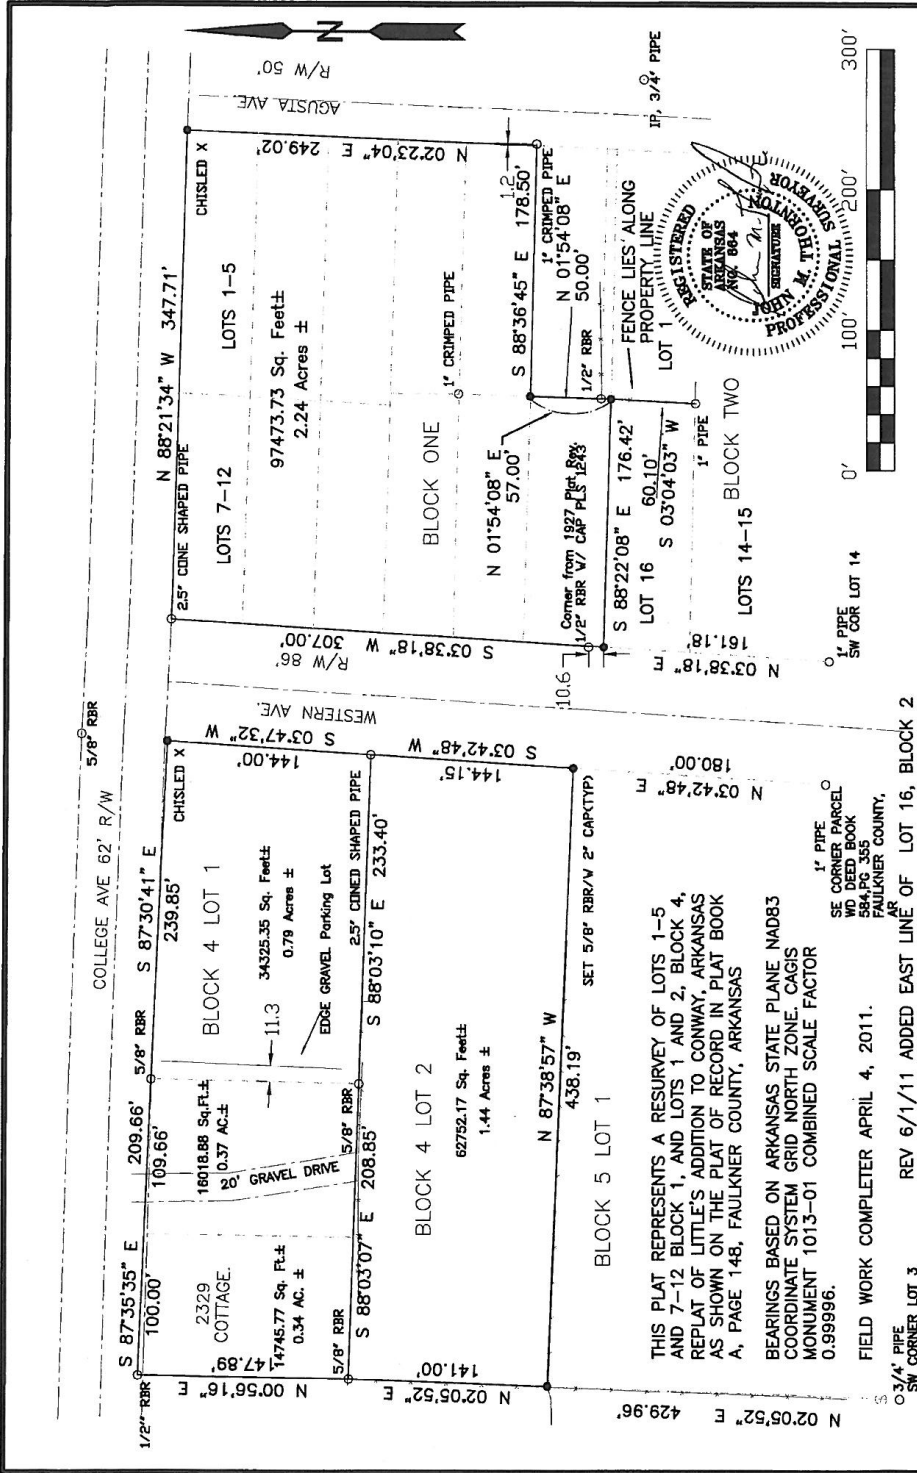 COLLEGE AVE 62' R/W
5/8" RBR
R/W 50'
AGUSTA AVE
N
S 87°35'35" E 209.66'
100.00'
109.66'
1/2" RBR
5/8" RBR
S 87°30'41" E
239.85'
CHISLED X
2329
COTTAGE.
14745.77 Sq. Ft.±
0.34 AC. ±
N 00°56'16" E 147.89'
16018.88 Sq.Ft.±
0.37 AC.±
20' GRAVEL DRIVE
BLOCK 4 LOT 1
11.3
34325.35 Sq. Feet±
0.79 Acres ±
EDGE GRAVEL Parking Lot
S 03°47'32" W
144.00'
WESTERN AVE.
R/W 86'
5/8" RBR
S 88°03'07" E 208.85'
5/8" RBR
S 88°03'10" E 233.40'
2.5" CONED SHAPED PIPE
BLOCK 4 LOT 2
62752.17 Sq. Feet±
1.44 Acres ±
N 02°05'52" E 141.00'
S 03°42'48" W
144.15'
N 87°38'57" W
438.19'
SET 5/8" RBR/W 2" CAP(TYP)
BLOCK 5 LOT 1
N 02°05'52" E 429.96'
N 03°42'48" E
180.00'
1" PIPE
SE CORNER PARCEL
WD DEED BOOK
584,PG 355
FAULKNER COUNTY,
AR
3/4" PIPE
SW CORNER LOT 3
N 88°21'34" W 347.71'
2.5" CONE SHAPED PIPE
CHISLED X
LOTS 7-12
LOTS 1-5
97473.73 Sq. Feet±
2.24 Acres ±
BLOCK ONE
1" CRIMPED PIPE
S 03°38'18" W 307.00'
N 02°23'04" E 249.02'
1.2
1" CRIMPED PIPE
S 88°36'45" E 178.50'
N 01°54'08" E
50.00'
N 01°54'08" E
57.00'
Corner from 1927 Plat Rev.
1/2" RBR W/ CAP PLS 1243
1/2" RBR
10.6
S 88°22'08" E 176.42'
LOT 16
60.10'
S 03°04'03" W
FENCE LIES ALONG
PROPERTY LINE
LOT 1
1" PIPE
BLOCK TWO
LOTS 14-15
N 03°38'18" E 161.18'
1" PIPE
SW COR LOT 14
IP, 3/4' PIPE
REGISTERED
PROFESSIONAL SURVEYOR
STATE OF
ARKANSAS
NO. 864
SIGNATURE
JOHN M. THORNTON
0' 100' 200' 300'
THIS PLAT REPRESENTS A RESURVEY OF LOTS 1-5
AND 7-12 BLOCK 1, AND LOTS 1 AND 2, BLOCK 4,
REPLAT OF LITTLE'S ADDITION TO CONWAY, ARKANSAS
AS SHOWN ON THE PLAT OF RECORD IN PLAT BOOK
A, PAGE 148, FAULKNER COUNTY, ARKANSAS
BEARINGS BASED ON ARKANSAS STATE PLANE NAD83
COORDINATE SYSTEM GRID NORTH ZONE. CAGIS
MONUMENT 1013-01 COMBINED SCALE FACTOR
0.99996.
FIELD WORK COMPLETER APRIL 4, 2011.
REV 6/1/11 ADDED EAST LINE OF LOT 16, BLOCK 2